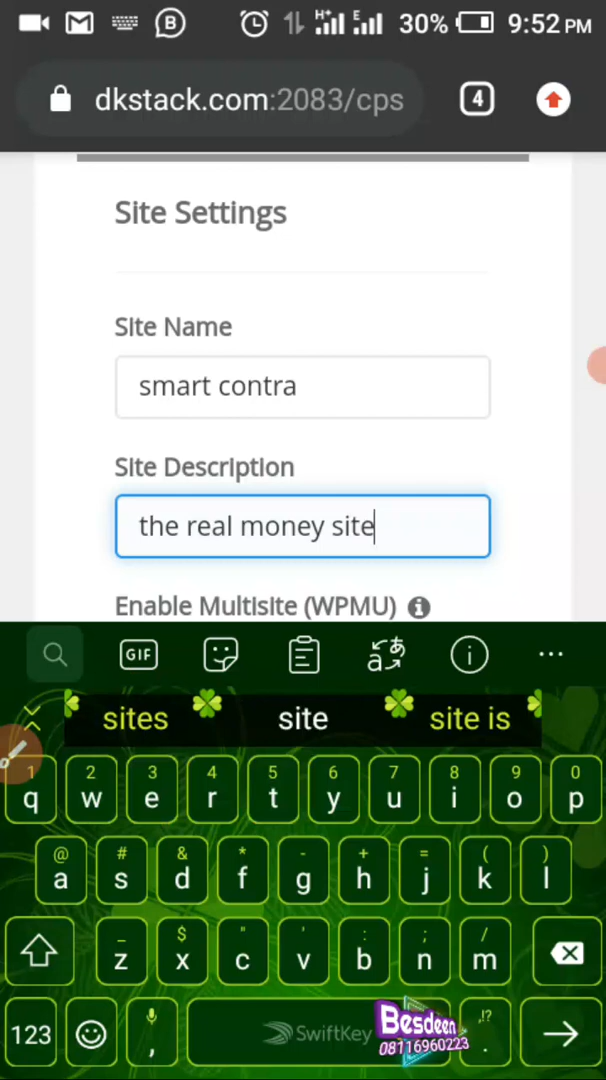 H+ E 30% 9:52 PM
dkstack.com:2083/cps 4
Site Settings
Site Name
smart contra
Site Description
the real money site
Enable Multisite (WPMU)
GIF
sites site site is
1 2 3 4 5 6 7 8 9 0
q w e r t y u i o p
@ # & * - + = ( )
a s d f g h j k l
_ $ " ' : ; /
z x c v b n m
123 , SwiftKey ,!? .
Besdeen
08116960223